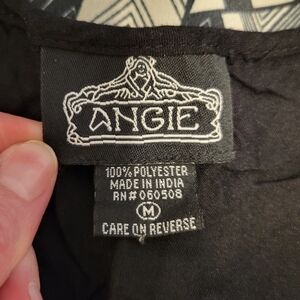 ANGIE
100% POLYESTER
MADE IN INDIA
RN# 060508
M
CARE ON REVERSE